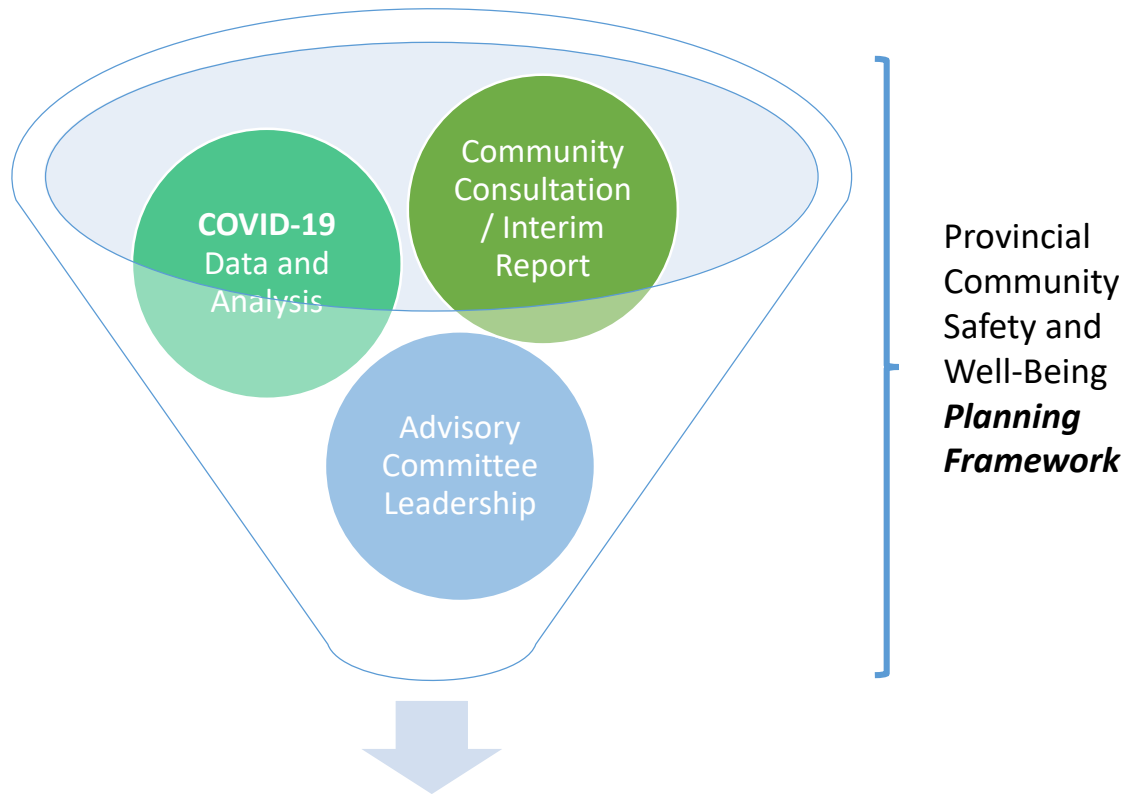 COVID-19
Data and
Analysis
Community
Consultation
/ Interim
Report
Advisory
Committee
Leadership
Provincial
Community
Safety and
Well-Being
Planning
Framework